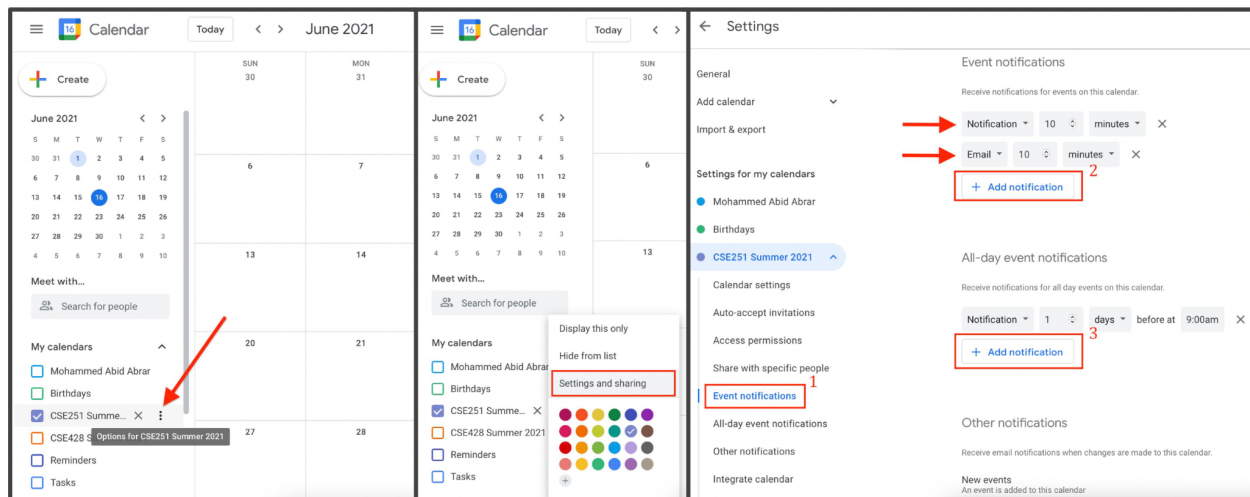 Calendar
Today
June 2021
SUN
MON
30
31
Create
June 2021
S M T W T F S
30 31 1 2 3 4 5
6 7 8 9 10 11 12
13 14 15 16 17 18 19
20 21 22 23 24 25 26
27 28 29 30 1 2 3
4 5 6 7 8 9 10
6
7
13
14
20
21
27
28
Meet with...
Search for people
My calendars
Mohammed Abid Abrar
Birthdays
CSE251 Summe...
CSE428 S
Options for CSE251 Summer 2021
Reminders
Tasks
16
Calendar
Today
SUN
30
Create
June 2021
S M T W T F S
30 31 1 2 3 4 5
6 7 8 9 10 11 12
13 14 15 16 17 18 19
20 21 22 23 24 25 26
27 28 29 30 1 2 3
4 5 6 7 8 9 10
6
13
Meet with...
Search for people
My calendars
Mohammed Abid
Birthdays
CSE251 Summe...
CSE428 Summer 2021
Reminders
Tasks
Display this only
Hide from list
Settings and sharing
Settings
General
Add calendar
Import & export
Settings for my calendars
Mohammed Abid Abrar
Birthdays
CSE251 Summer 2021
Calendar settings
Auto-accept invitations
Access permissions
Share with specific people
1
Event notifications
All-day event notifications
Other notifications
Integrate calendar
Event notifications
Receive notifications for events on this calendar.
Notification 10 minutes
Email 10 minutes
+ Add notification
2
All-day event notifications
Receive notifications for all day events on this calendar.
Notification 1 days before at 9:00am
+ Add notification
3
Other notifications
Receive email notifications when changes are made to this calendar.
New events
An event is added to this calendar